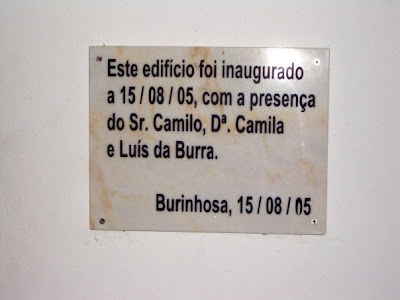 Este edifício foi inaugurado
a 15 / 08 / 05, com a presença
do Sr. Camilo, Dª. Camila
e Luís da Burra.
Burinhosa, 15 / 08 / 05